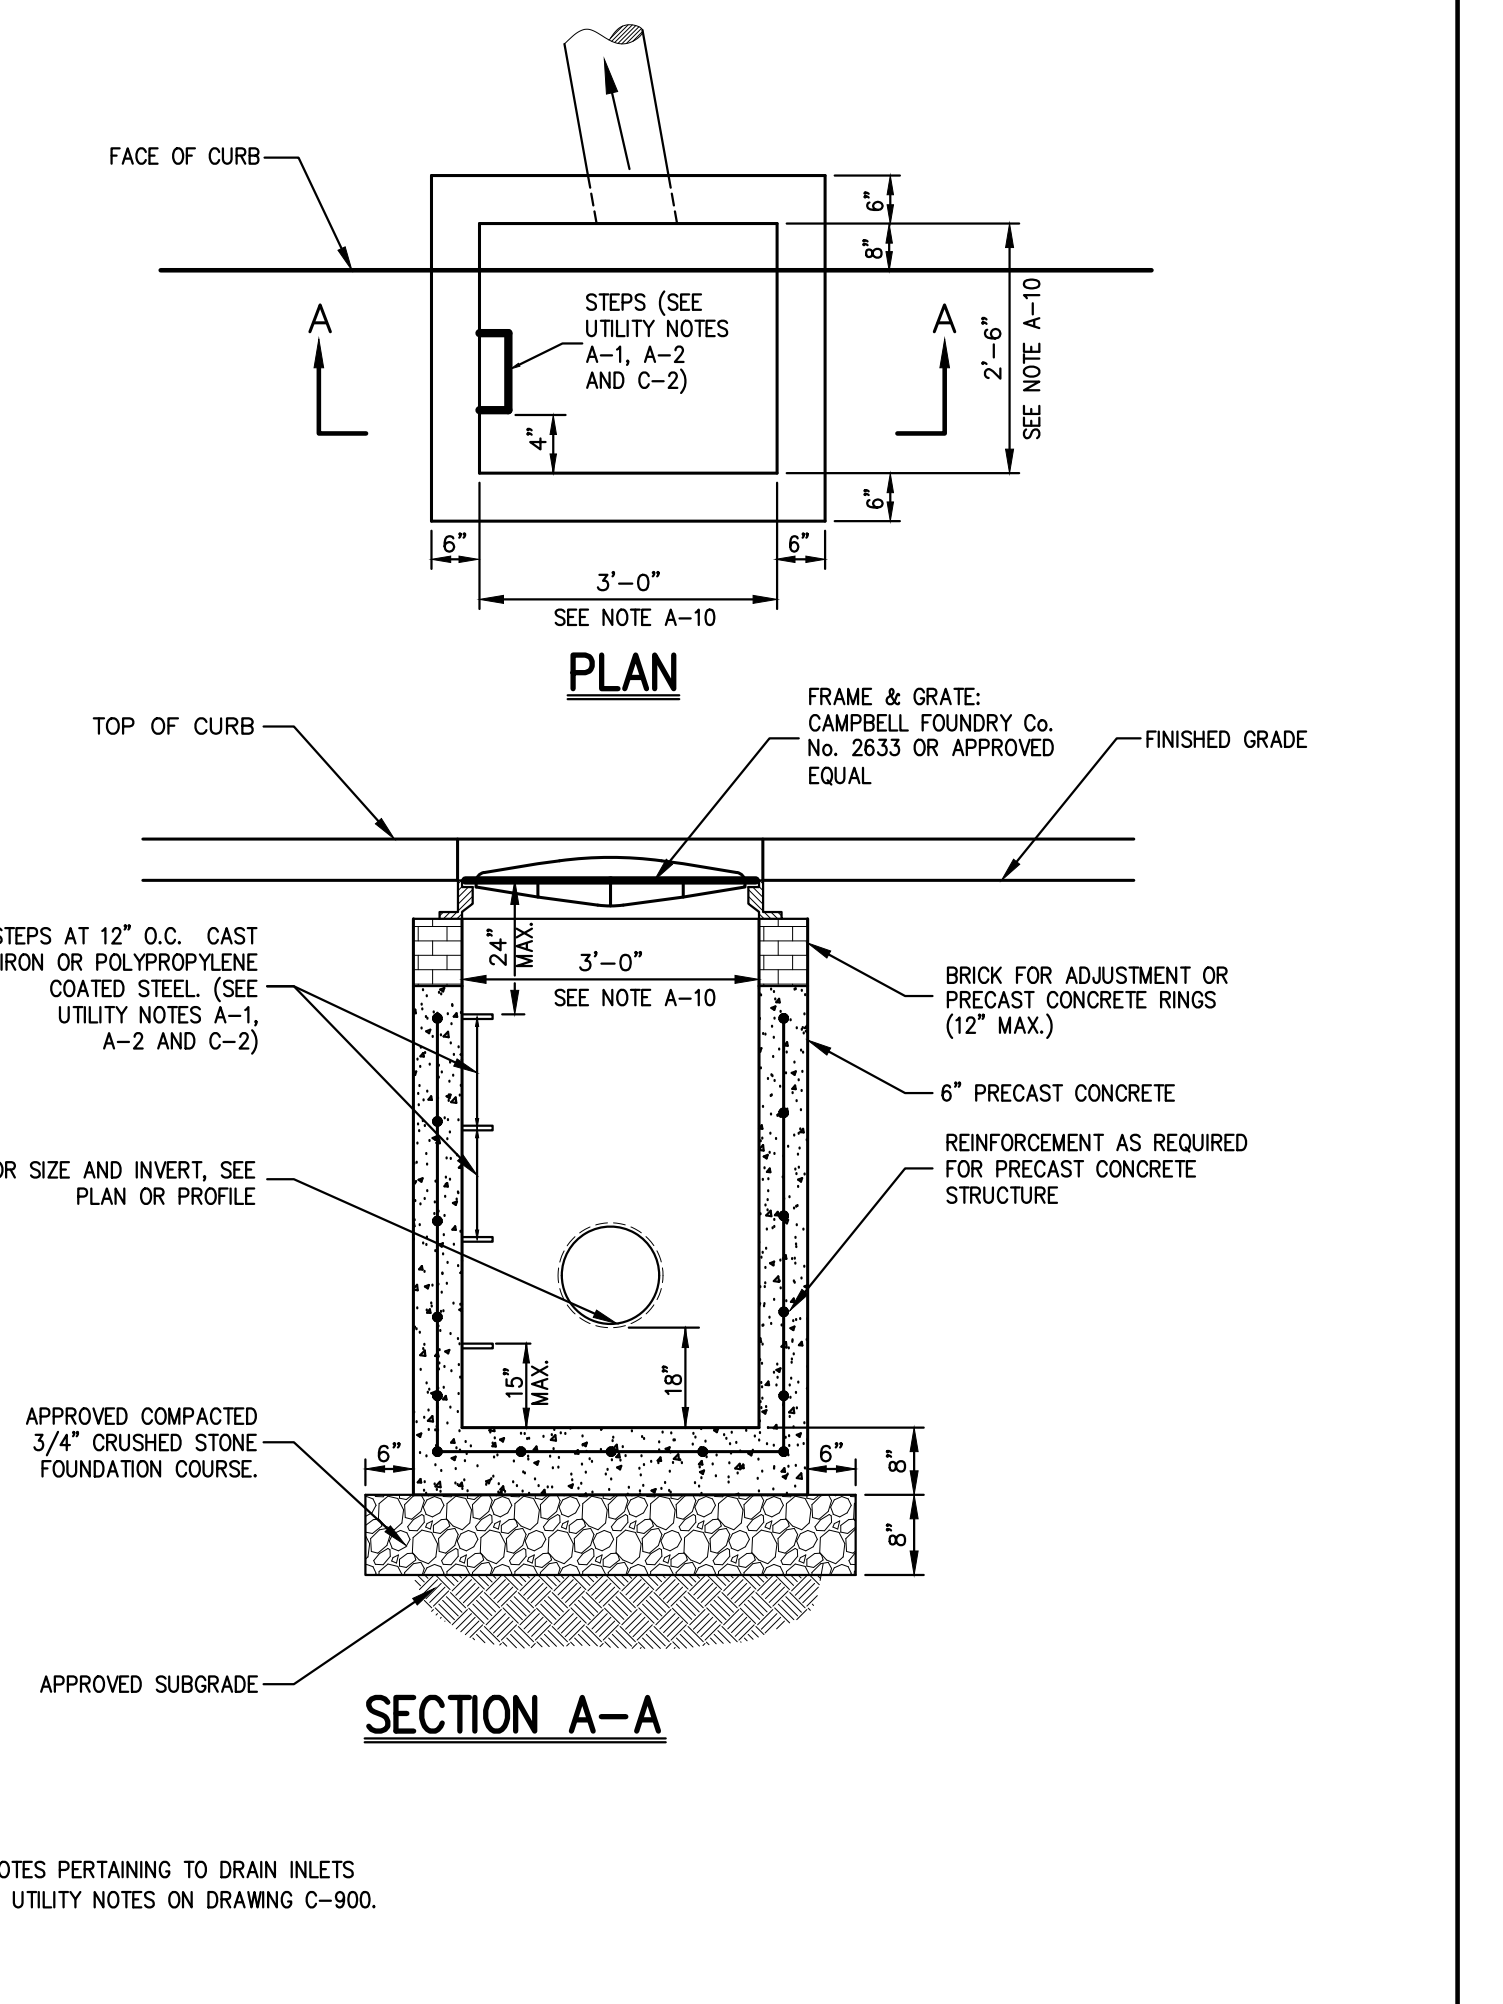 FACE OF CURB
6"
8"
A
STEPS (SEE
UTILITY NOTES
A-1, A-2
AND C-2)
A
2'-6"
SEE NOTE A-10
4"
6"
6"
6"
3'-0"
SEE NOTE A-10
PLAN
FRAME & GRATE:
CAMPBELL FOUNDRY Co.
No. 2633 OR APPROVED
EQUAL
TOP OF CURB
FINISHED GRADE
STEPS AT 12" O.C. CAST
IRON OR POLYPROPYLENE
COATED STEEL. (SEE
UTILITY NOTES A-1,
A-2 AND C-2)
24"
MAX.
3'-0"
SEE NOTE A-10
BRICK FOR ADJUSTMENT OR
PRECAST CONCRETE RINGS
(12" MAX.)
6" PRECAST CONCRETE
REINFORCEMENT AS REQUIRED
FOR PRECAST CONCRETE
STRUCTURE
OR SIZE AND INVERT, SEE
PLAN OR PROFILE
15"
MAX.
18"
APPROVED COMPACTED
3/4" CRUSHED STONE
FOUNDATION COURSE.
6"
6"
8"
8"
APPROVED SUBGRADE
SECTION A-A
OTES PERTAINING TO DRAIN INLETS
UTILITY NOTES ON DRAWING C-900.